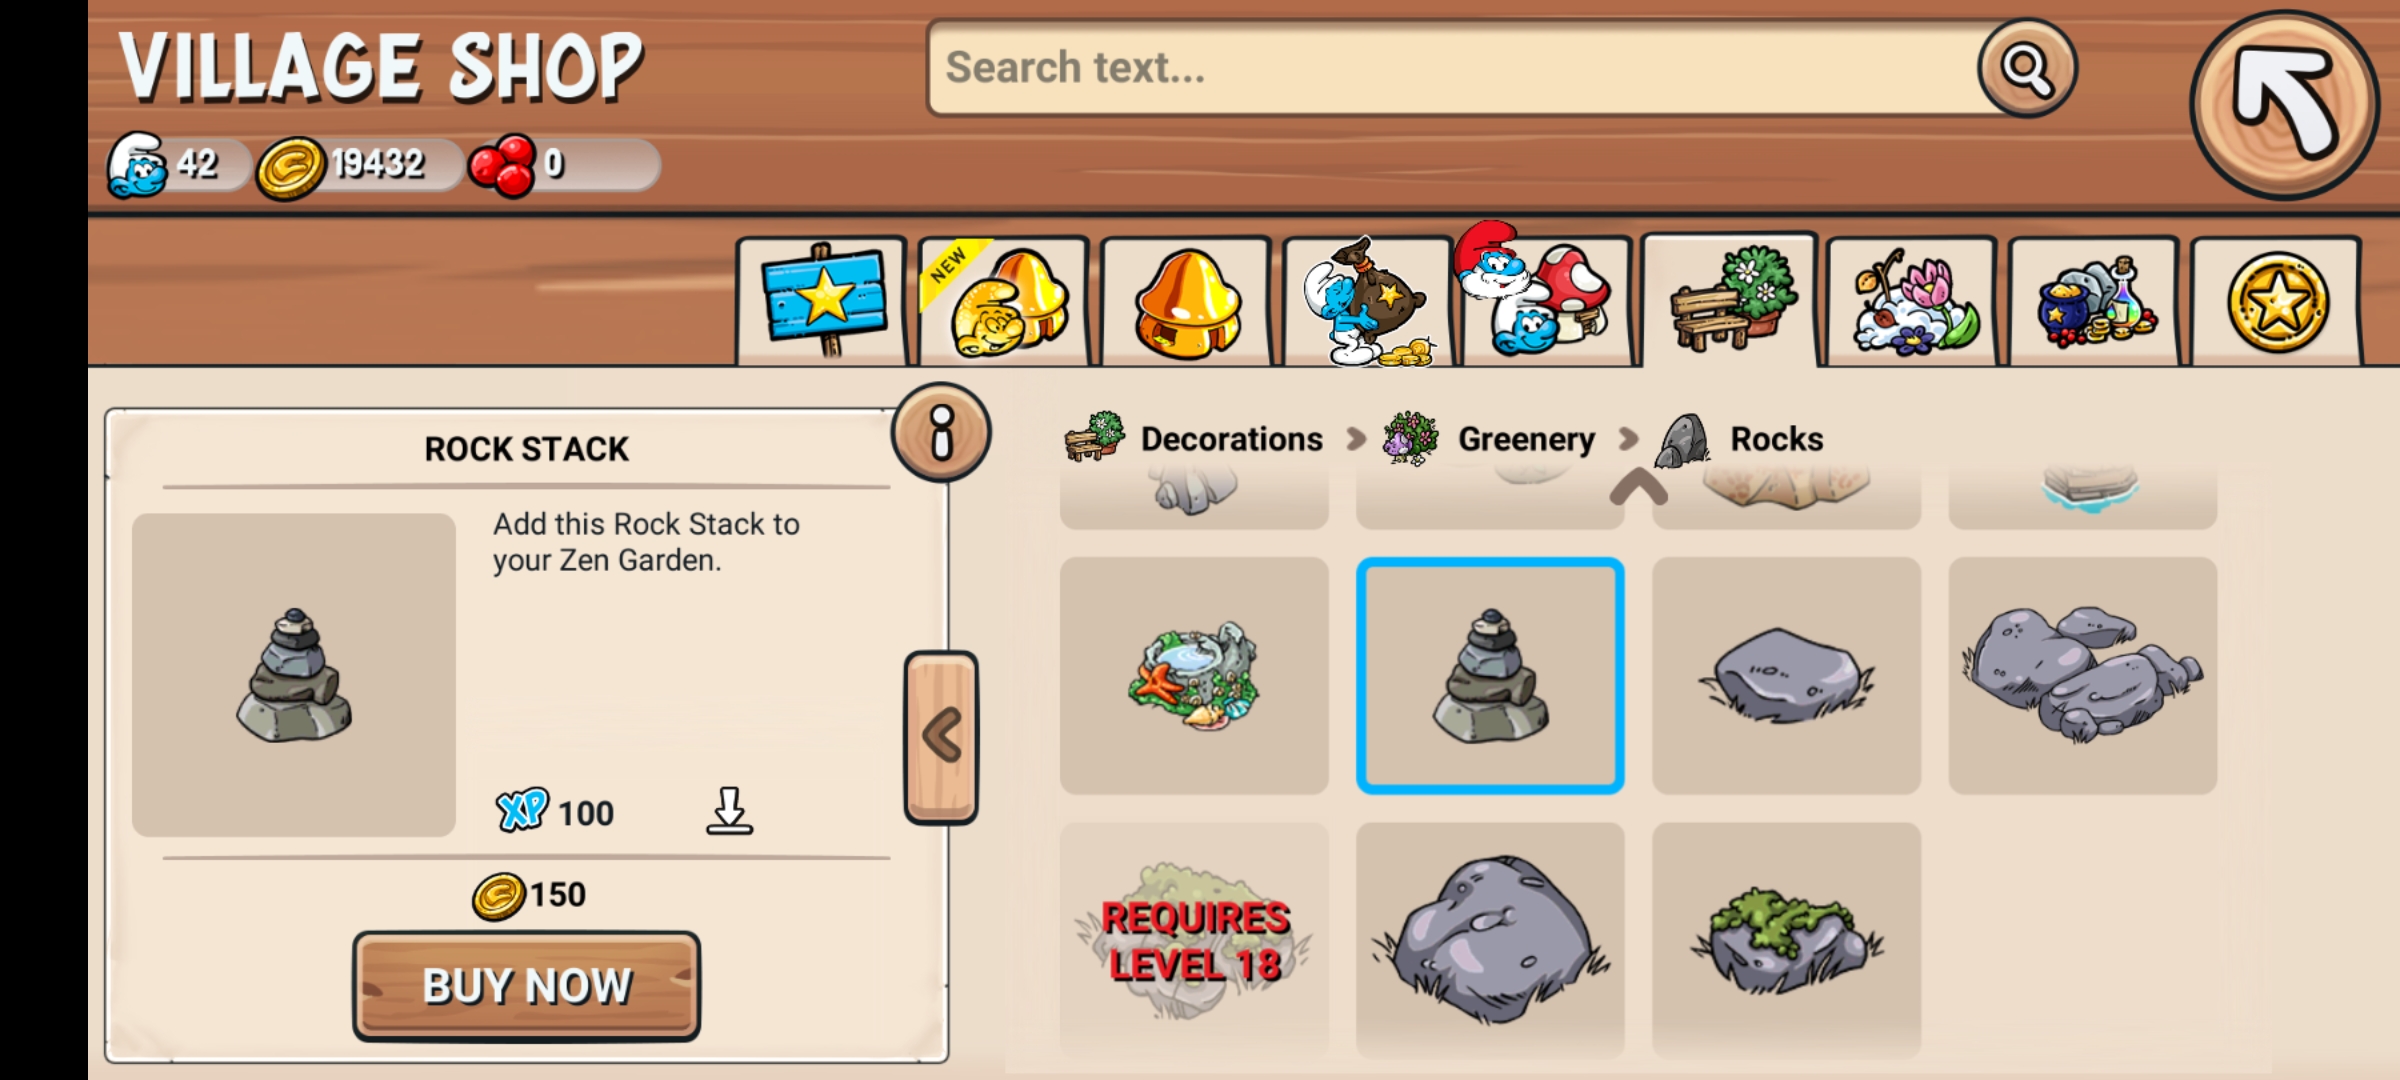 VILLAGE SHOP
Search text...
42
19432
0
NEW
ROCK STACK
Add this Rock Stack to
your Zen Garden.
XP 100
150
BUY NOW
Decorations > Greenery > Rocks
REQUIRES
LEVEL 18